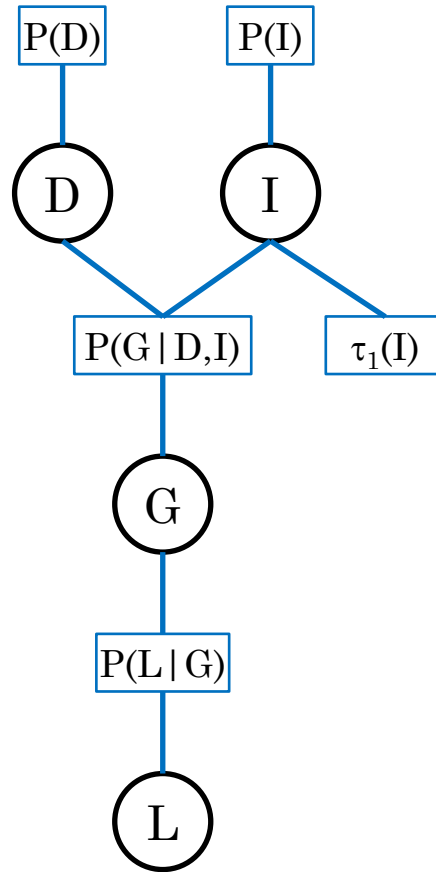 P(D)
P(I)
D
I
P(G|D,I)
τ₁(I)
G
P(L|G)
L